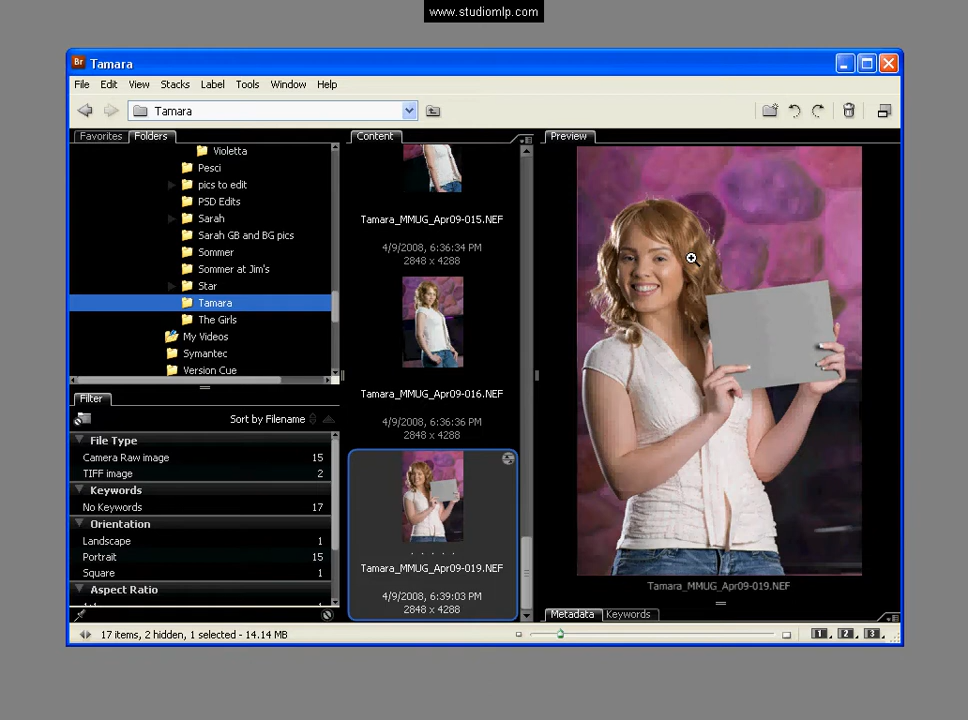 www.studiomlp.com
Br Tamara
File Edit View Stacks Label Tools Window Help
Tamara
Favorites Folders
Violetta
Pesci
pics to edit
PSD Edits
Sarah
Sarah GB and BG pics
Sommer
Sommer at Jim's
Star
Tamara
The Girls
My Videos
Symantec
Version Cue
Filter
Sort by Filename
File Type
Camera Raw image 15
TIFF image 2
Keywords
No Keywords 17
Orientation
Landscape 1
Portrait 15
Square 1
Aspect Ratio
Content
Tamara_MMUG_Apr09-015.NEF
4/9/2008, 6:36:34 PM
2848 x 4288
Tamara_MMUG_Apr09-016.NEF
4/9/2008, 6:36:36 PM
2848 x 4288
Tamara_MMUG_Apr09-019.NEF
4/9/2008, 6:39:03 PM
2848 x 4288
Preview
Tamara_MMUG_Apr09-019.NEF
Metadata Keywords
17 items, 2 hidden, 1 selected - 14.14 MB
1 2 3